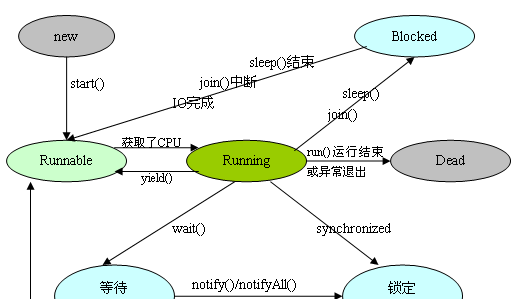 new
Blocked
start()
sleep()结束
join()中断
IO完成
sleep()
join()
获取了CPU
Runnable
Running
run()运行结束
或异常退出
Dead
yield()
wait()
synchronized
等待
notify()/notifyAll()
锁定